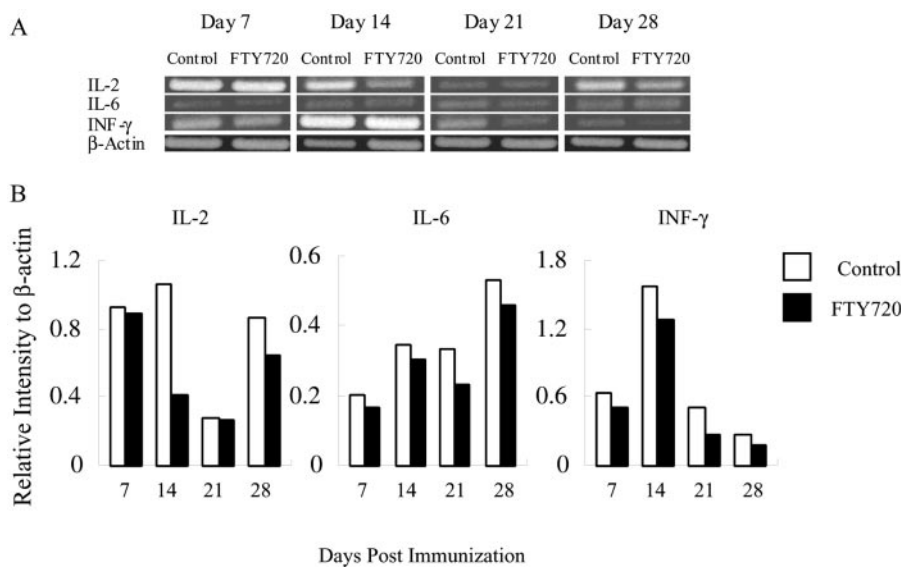 A
Day 7 Day 14 Day 21 Day 28
Control FTY720 Control FTY720 Control FTY720 Control FTY720
IL-2
IL-6
INF-γ
β-Actin
B
IL-2 IL-6 INF-γ
Relative Intensity to β-actin
1.2
0.8
0.4
0
0.6
0.4
0.2
0
1.8
1.2
0.6
0
Control
FTY720
7 14 21 28
7 14 21 28
7 14 21 28
Days Post Immunization